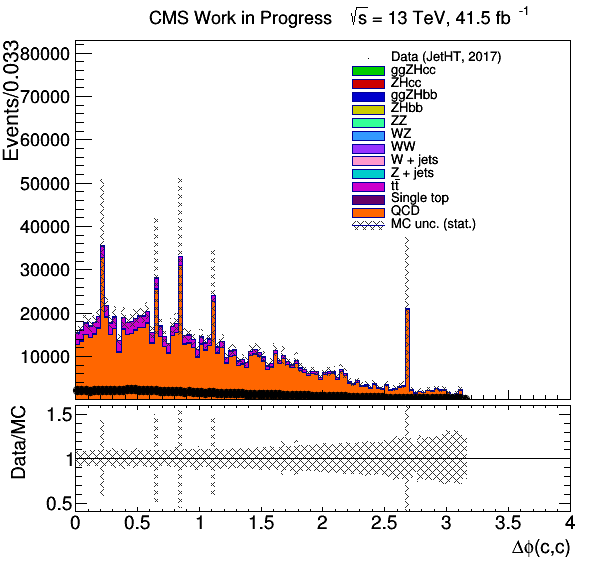 CMS Work in Progress √s = 13 TeV, 41.5 fb⁻¹
Events/0.033
80000
70000
60000
50000
40000
30000
20000
10000
Data (JetHT, 2017)
ggZHcc
ZHcc
ggZHbb
ZHbb
ZZ
WZ
WW
W + jets
Z + jets
tt̄
Single top
QCD
MC unc. (stat.)
Data/MC
1.5
1
0.5
0 0.5 1 1.5 2 2.5 3 3.5 4
Δϕ(c,c)